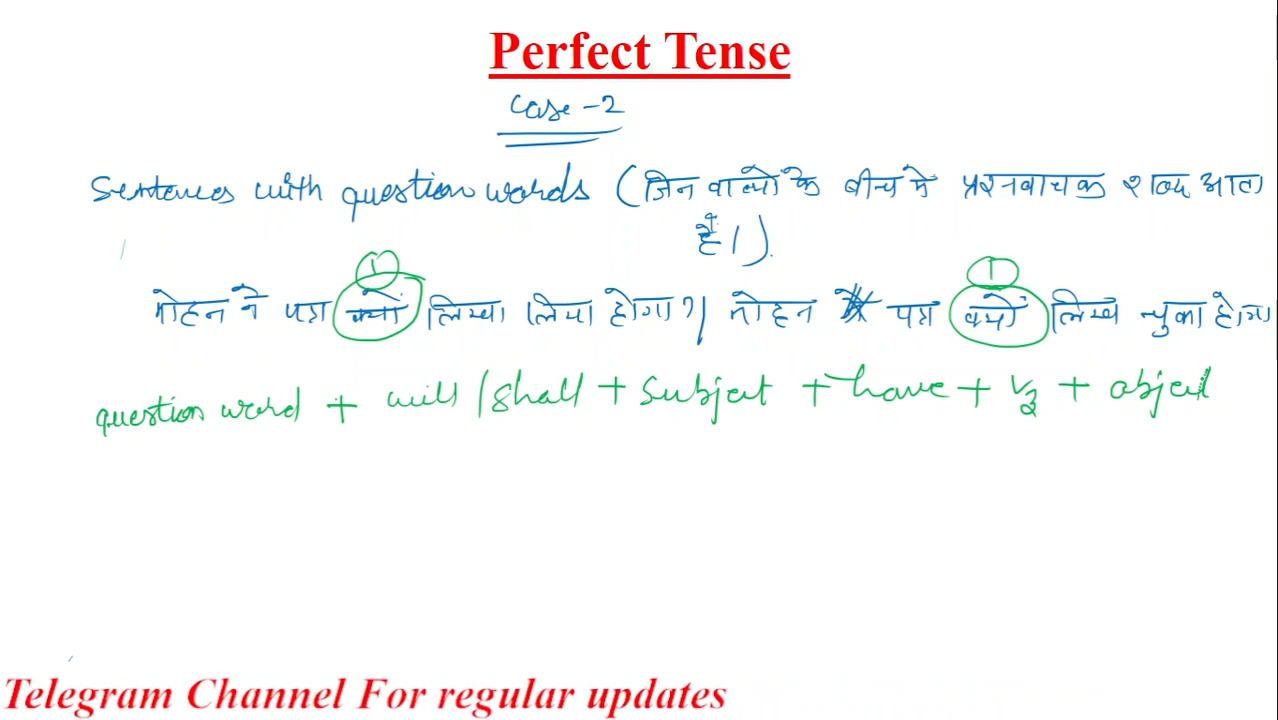 Perfect Tense
Case - 2
Sentences with question words (जिन वाक्यों के बीच में प्रश्नवाचक शब्द आता
है।).
1 1
मोहन ने पत्र क्यों लिखा लिया होगा?/ मोहन पत्र क्यों लिख चुका होगा
question word + will / shall + Subject + have + V3 + object
Telegram Channel For regular updates